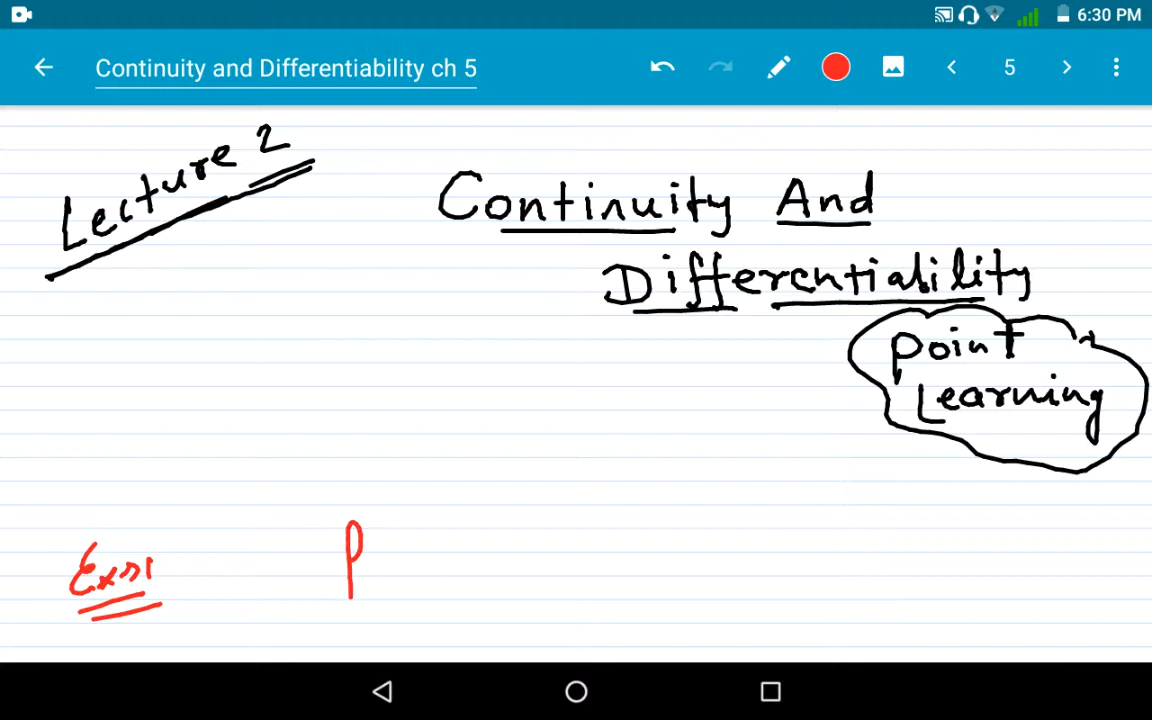 6:30 PM
Continuity and Differentiability ch 5
5
Lecture 2
Continuity And
Differentiability
Point
Learning
P